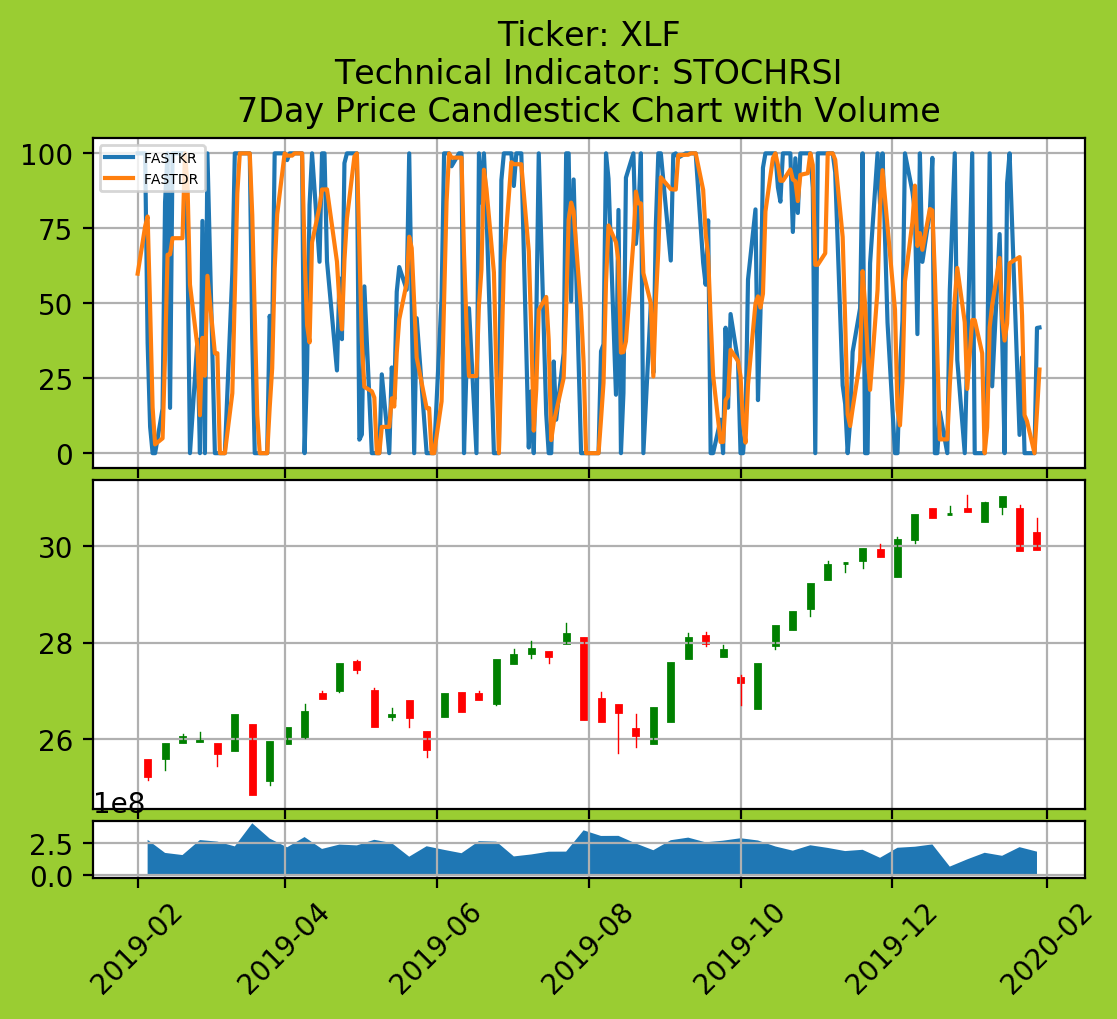 Ticker: XLF
Technical Indicator: STOCHRSI
7Day Price Candlestick Chart with Volume
FASTKR
FASTDR
100
75
50
25
0
30
28
26
1e8
2.5
0.0
2019-02
2019-04
2019-06
2019-08
2019-10
2019-12
2020-02